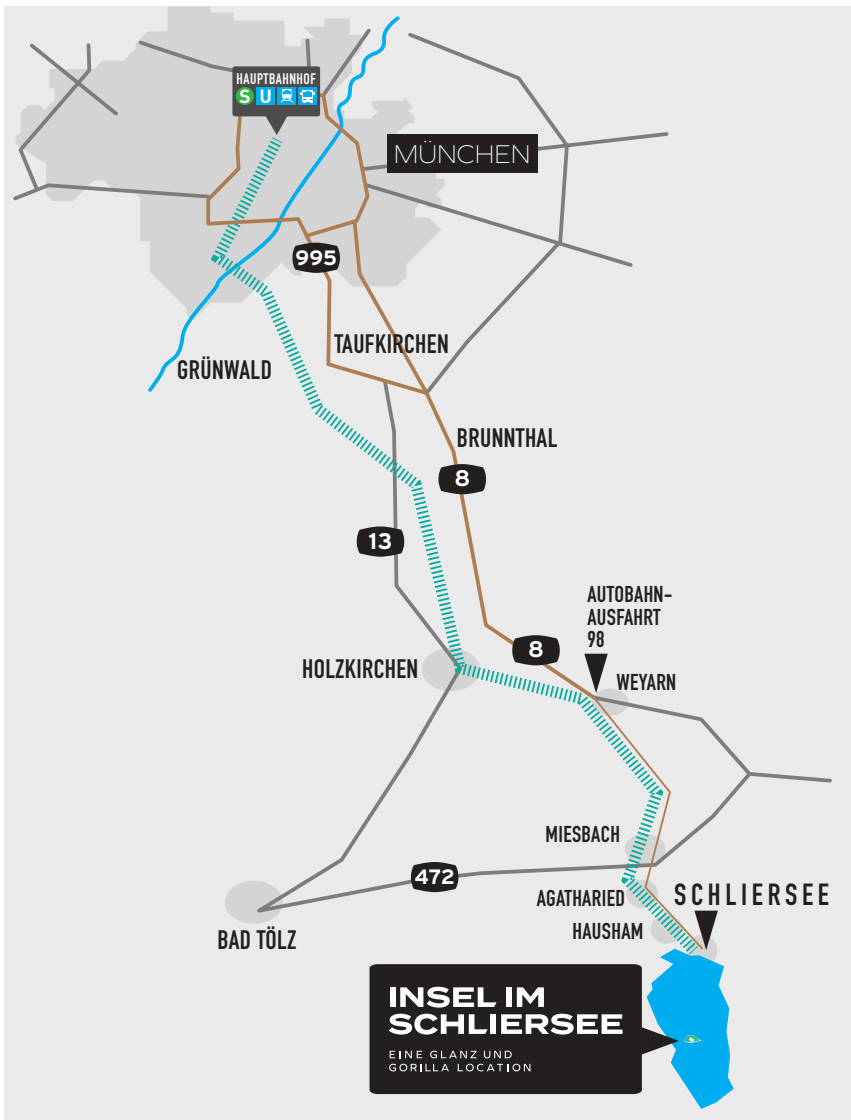 HAUPTBAHNHOF
S U
MÜNCHEN
995
TAUFKIRCHEN
GRÜNWALD
BRUNNTHAL
8
13
AUTOBAHN-
AUSFAHRT
98
8
HOLZKIRCHEN
WEYARN
MIESBACH
472
AGATHARIED
SCHLIERSEE
HAUSHAM
BAD TÖLZ
INSEL IM
SCHLIERSEE
EINE GLANZ UND
GORILLA LOCATION